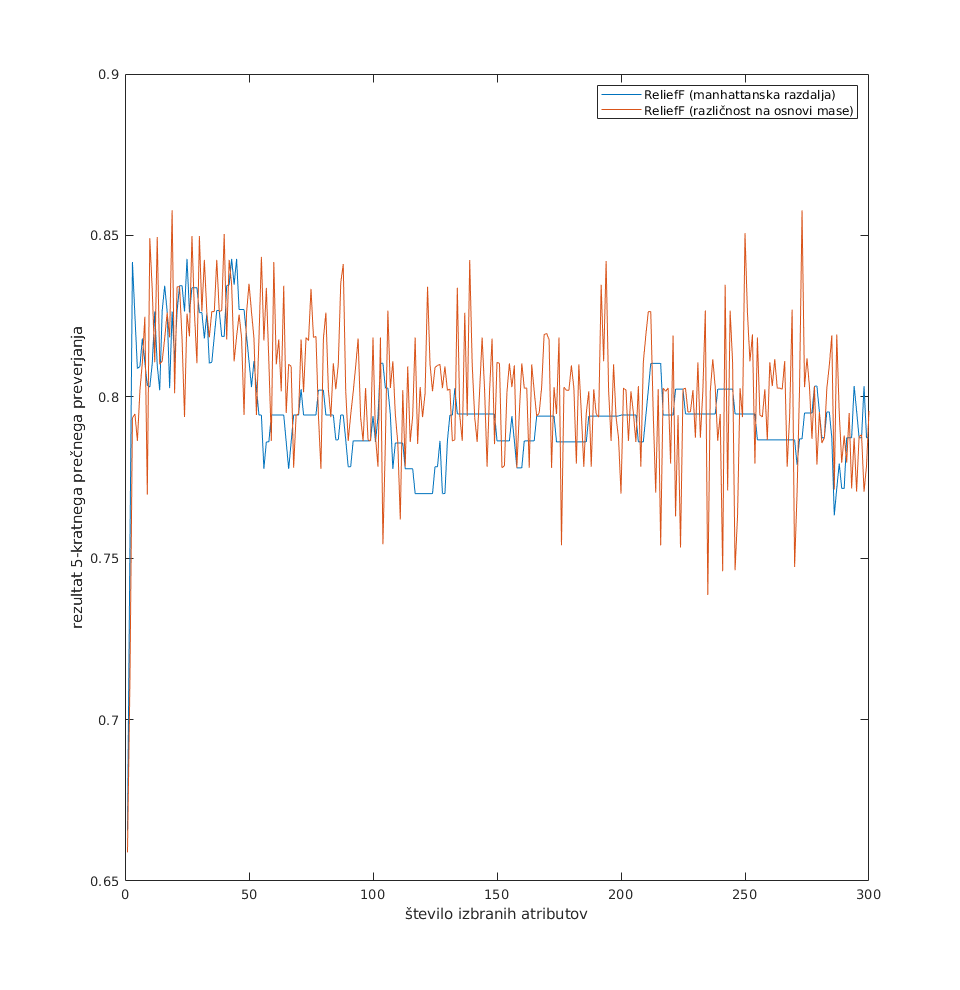 0.9
0.85
0.8
0.75
0.7
0.65
rezultat 5-kratnega prečnega preverjanja
ReliefF (manhattanska razdalja)
ReliefF (različnost na osnovi mase)
0 50 100 150 200 250 300
število izbranih atributov